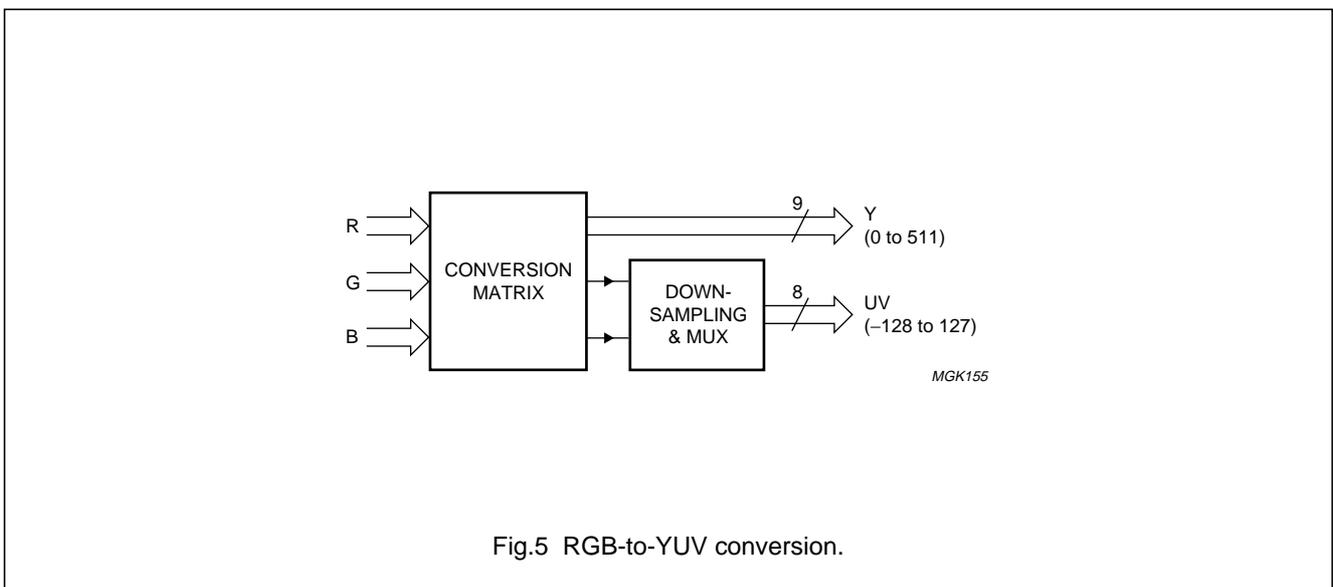 R
G
B
CONVERSION
MATRIX
DOWN-
SAMPLING
& MUX
9
Y
(0 to 511)
8
UV
(−128 to 127)
MGK155
Fig.5 RGB-to-YUV conversion.